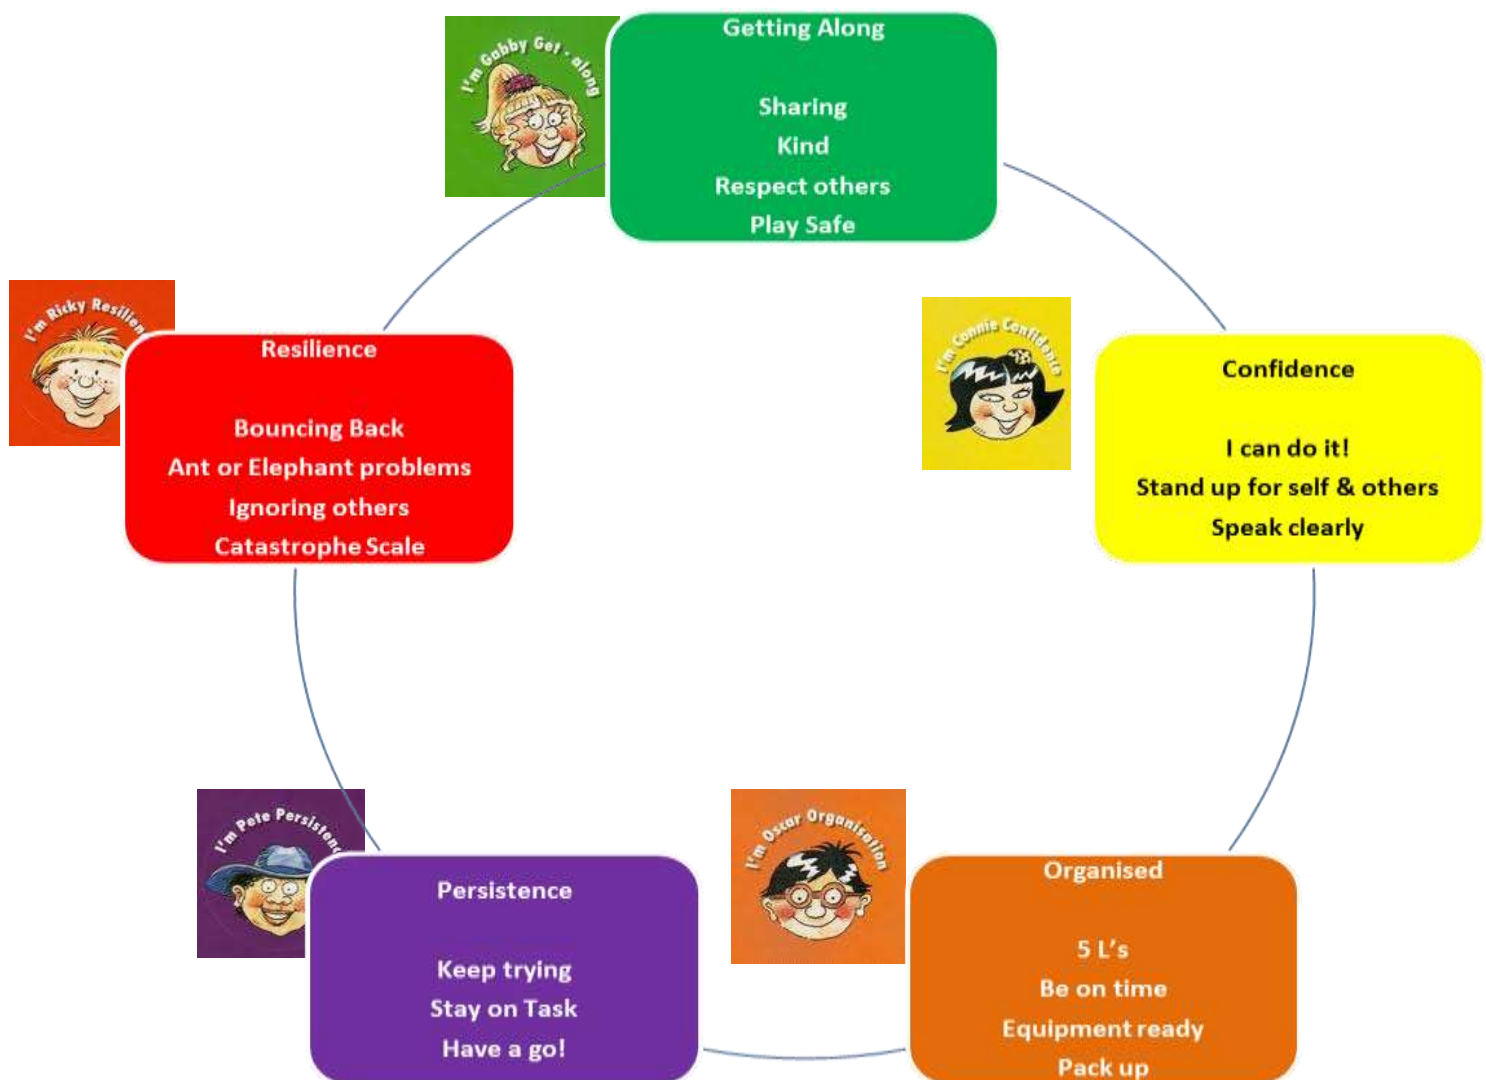 I'm Gabby Get - along
Getting Along
Sharing
Kind
Respect others
Play Safe
I'm Connie Confidence
Confidence
I can do it!
Stand up for self & others
Speak clearly
I'm Oscar Organisation
Organised
5 L's
Be on time
Equipment ready
Pack up
I'm Pete Persistenc
Persistence
Keep trying
Stay on Task
Have a go!
I'm Ricky Resilien
Resilience
Bouncing Back
Ant or Elephant problems
Ignoring others
Catastrophe Scale